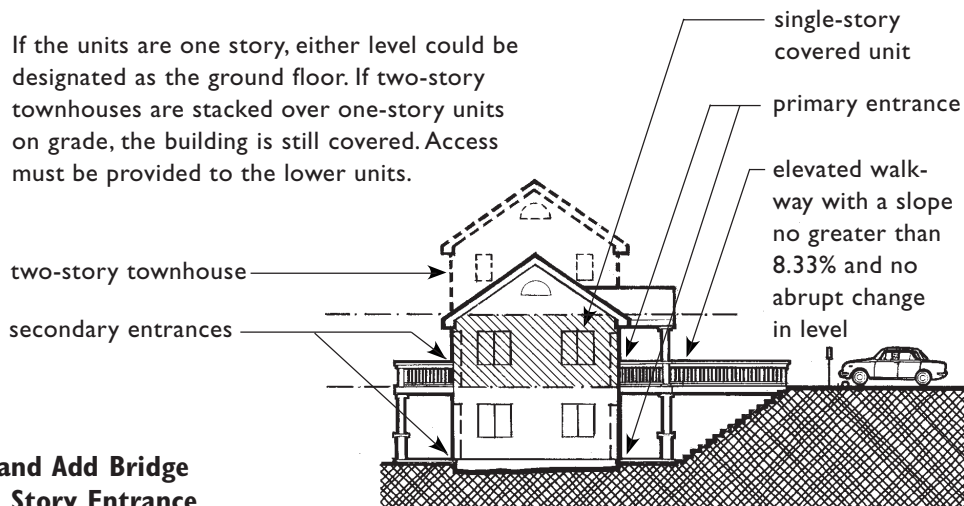 If the units are one story, either level could be
designated as the ground floor. If two-story
townhouses are stacked over one-story units
on grade, the building is still covered. Access
must be provided to the lower units.
single-story
covered unit
primary entrance
elevated walk-
way with a slope
no greater than
8.33% and no
abrupt change
in level
two-story townhouse
secondary entrances
and Add Bridge
Story Entrance